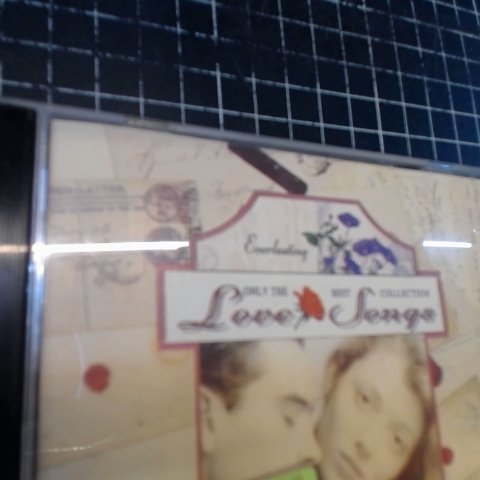 Everlasting
ONLY THE BEST COLLECTION
Love Songs